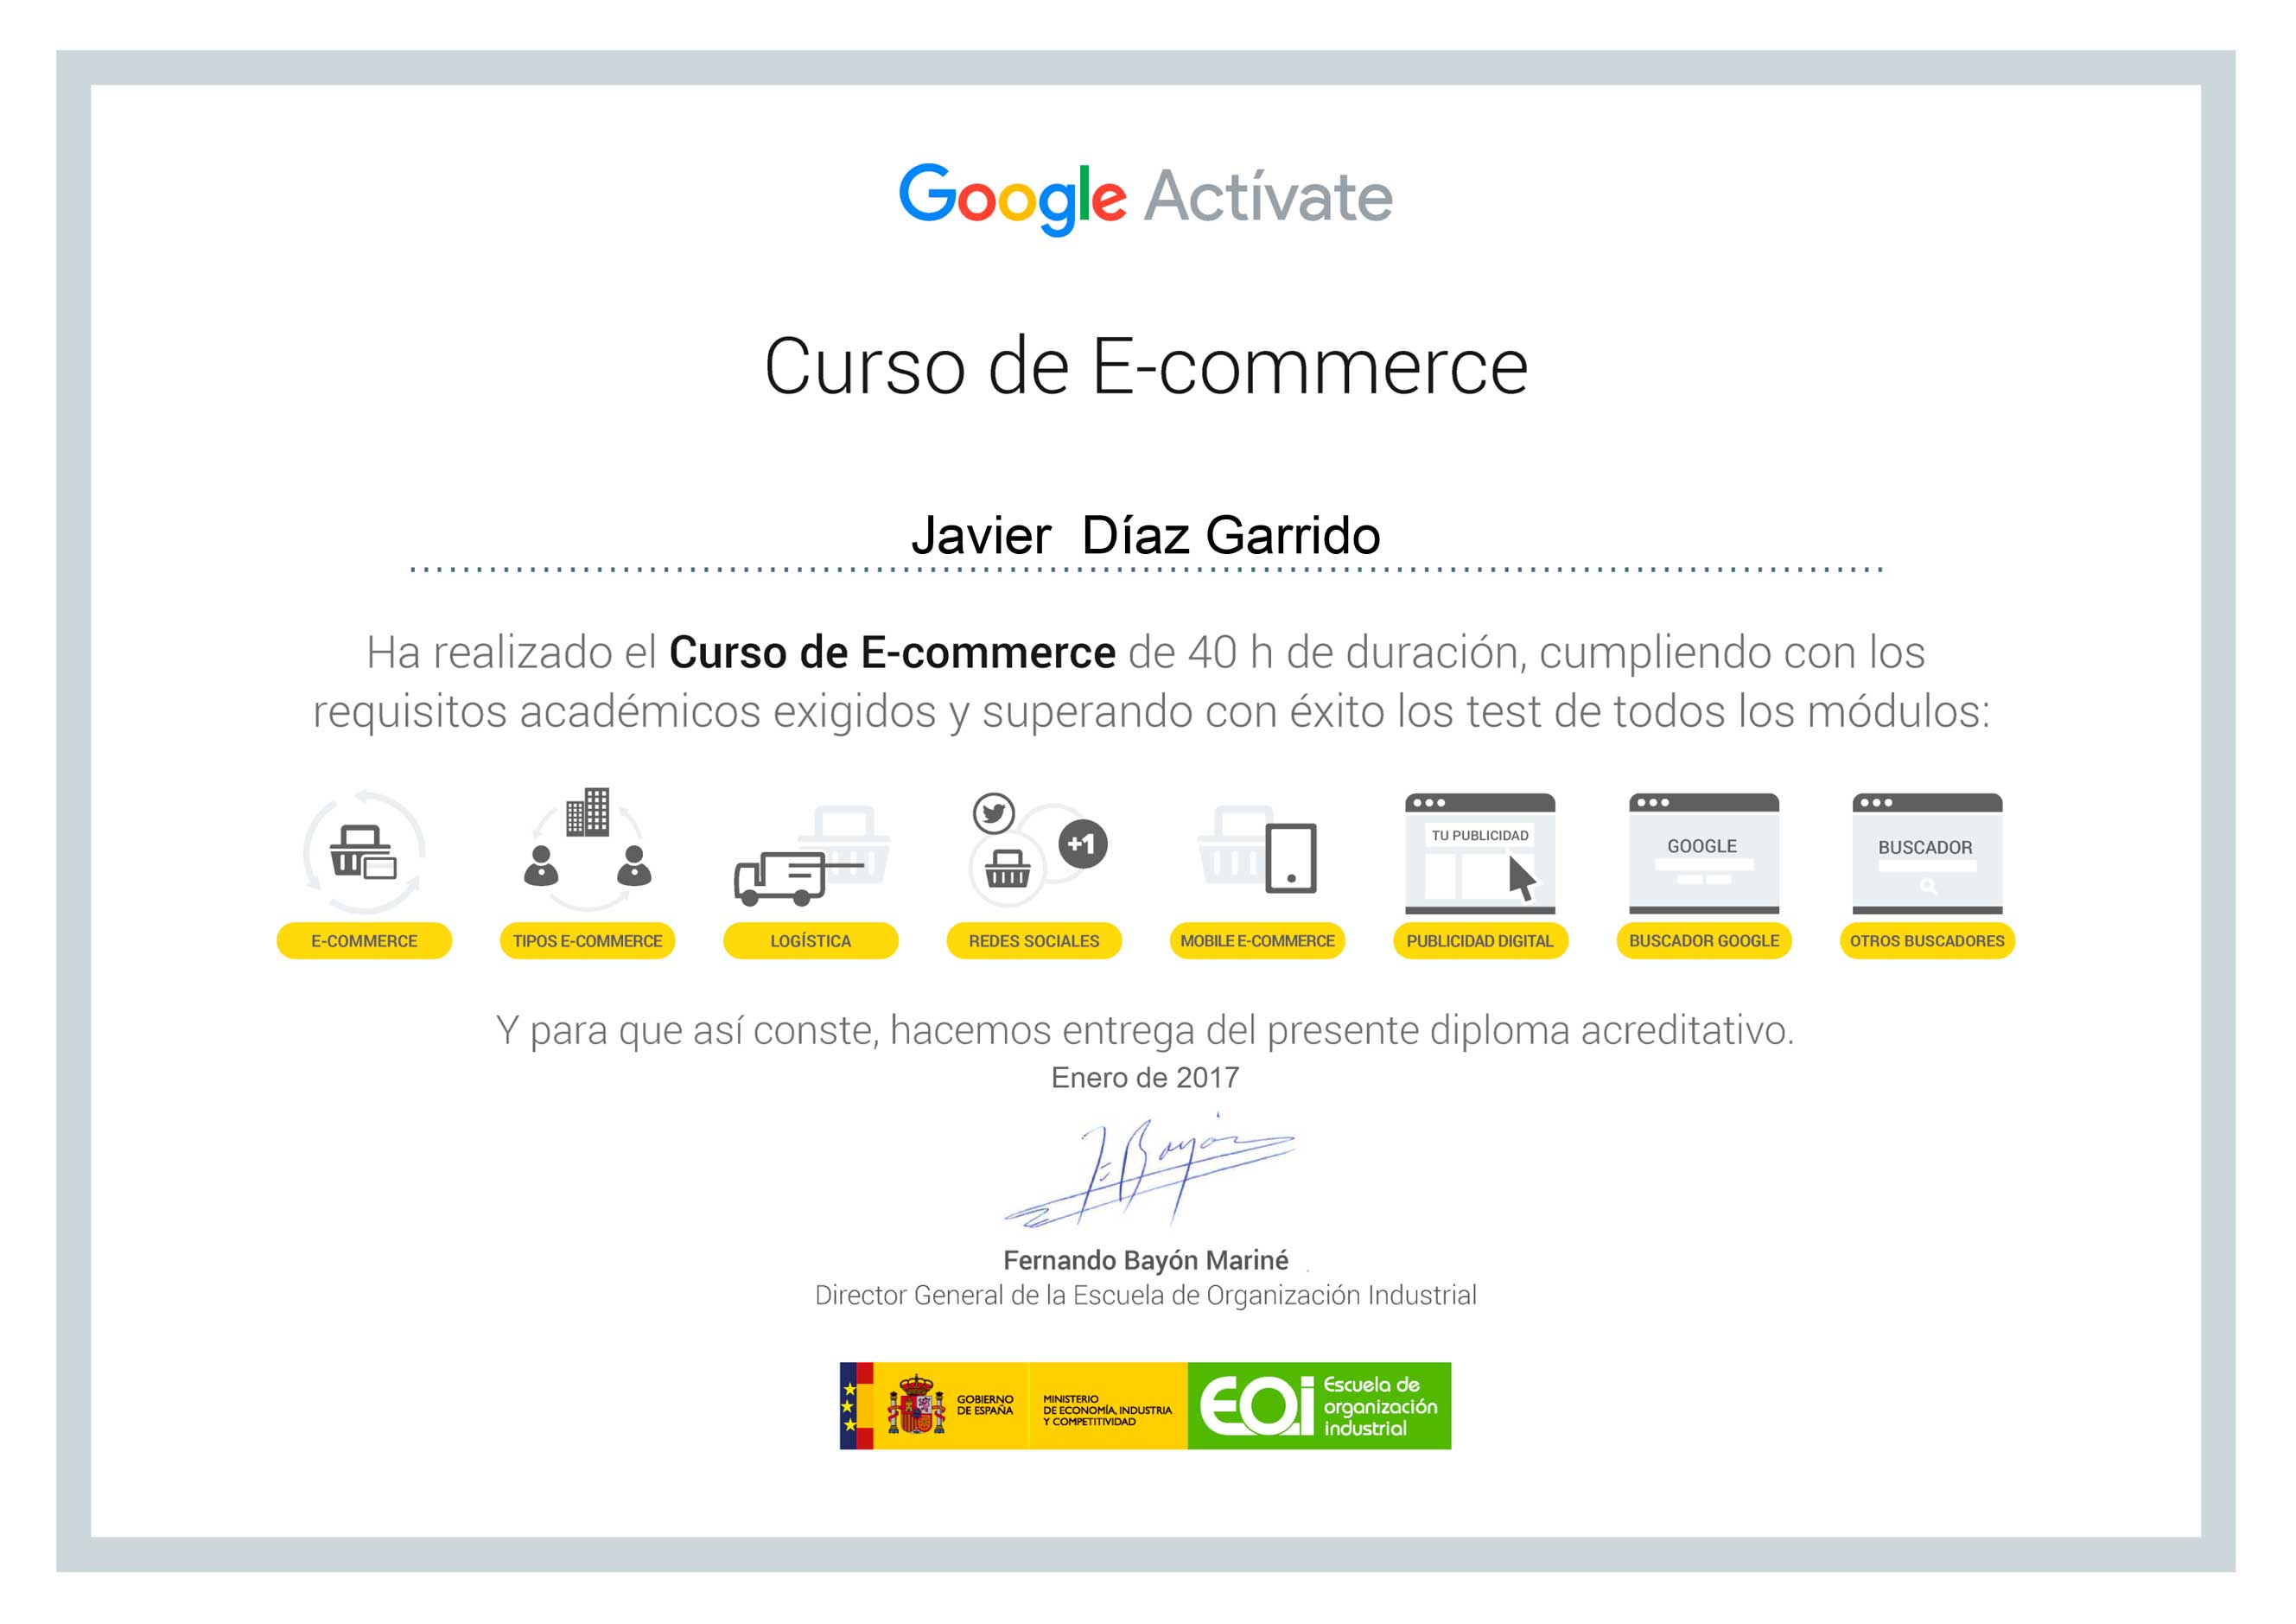 Google Actívate
Curso de E-commerce
Javier Díaz Garrido
Ha realizado el Curso de E-commerce de 40 h de duración, cumpliendo con los
requisitos académicos exigidos y superando con éxito los test de todos los módulos:
+1
TU PUBLICIDAD
GOOGLE
BUSCADOR
E-COMMERCE
TIPOS E-COMMERCE
LOGÍSTICA
REDES SOCIALES
MOBILE E-COMMERCE
PUBLICIDAD DIGITAL
BUSCADOR GOOGLE
OTROS BUSCADORES
Y para que así conste, hacemos entrega del presente diploma acreditativo.
Enero de 2017
F Bayón
Fernando Bayón Mariné
Director General de la Escuela de Organización Industrial
GOBIERNO
DE ESPAÑA
MINISTERIO
DE ECONOMÍA, INDUSTRIA
Y COMPETITIVIDAD
EOI
Escuela de
organización
industrial